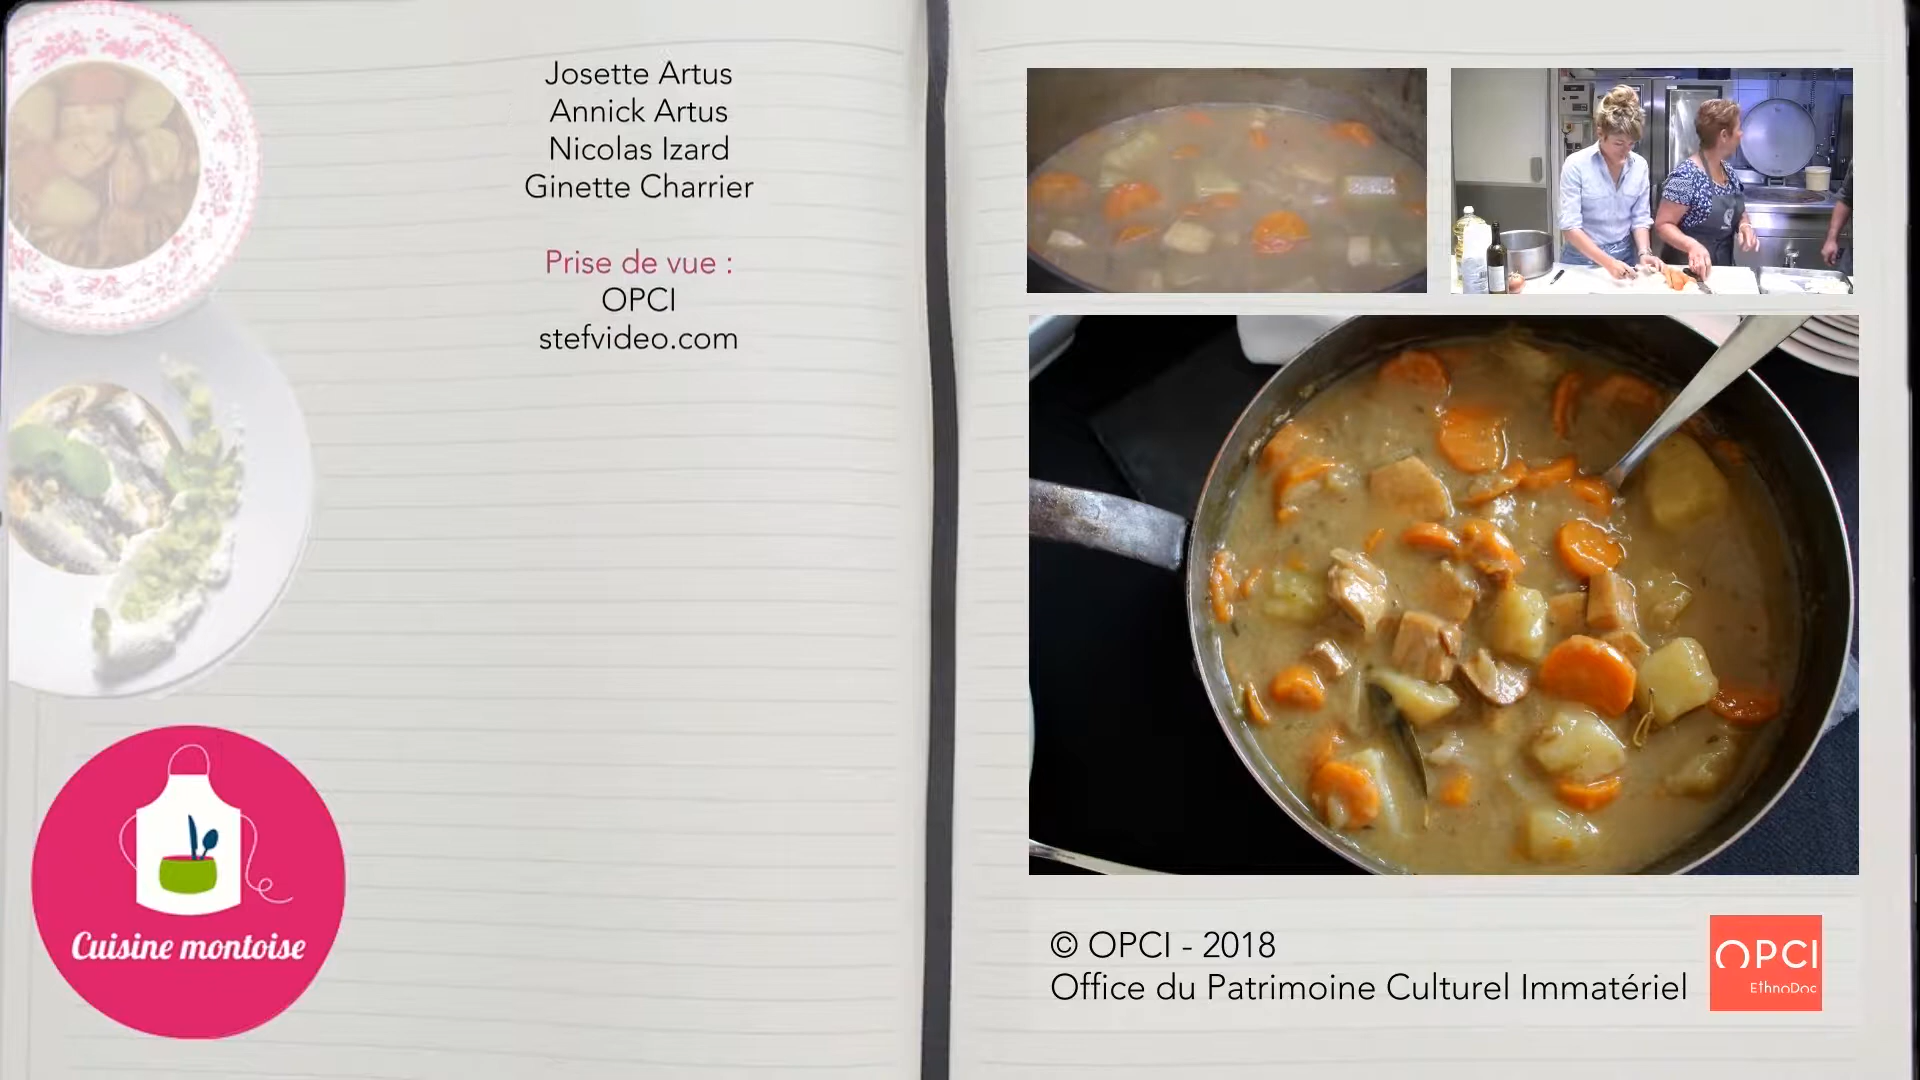 Josette Artus
Annick Artus
Nicolas Izard
Ginette Charrier
Prise de vue :
OPCI
stefvideo.com
Cuisine montoise
© OPCI - 2018
Office du Patrimoine Culturel Immatériel
OPCI
EthnoDoc